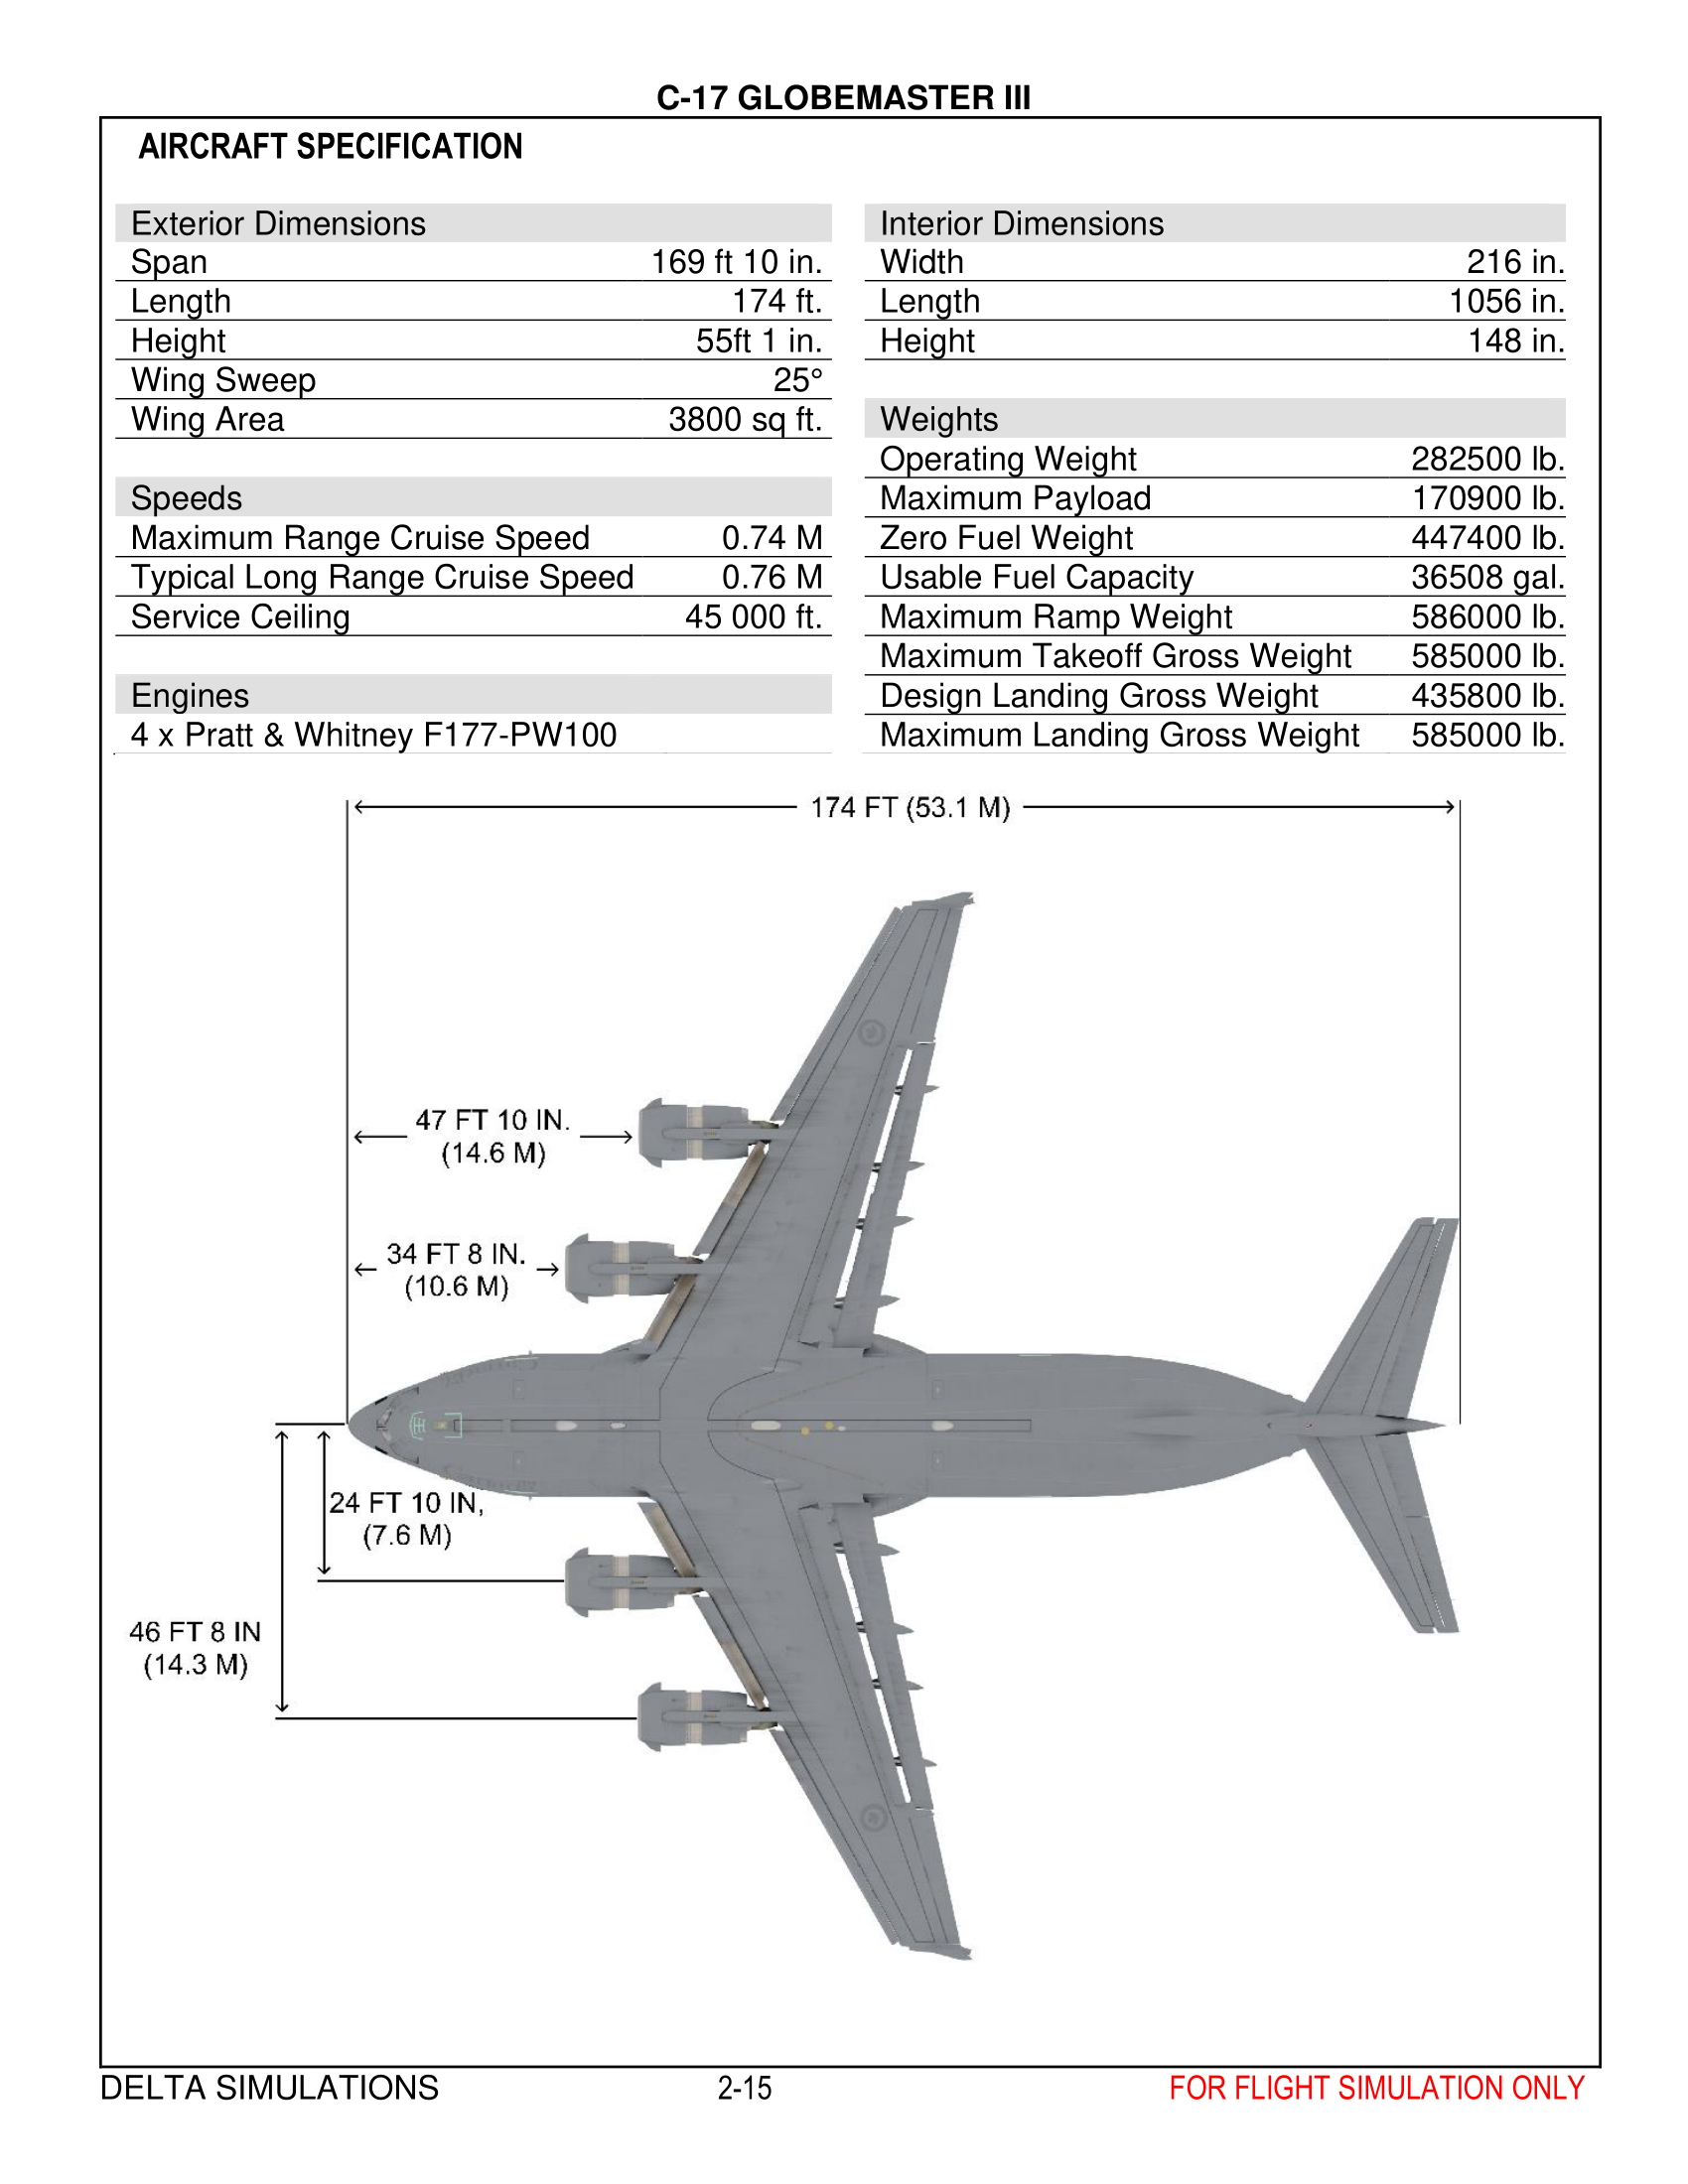 C-17 GLOBEMASTER III
AIRCRAFT SPECIFICATION
Exterior Dimensions
Span 169 ft 10 in.
Length 174 ft.
Height 55ft 1 in.
Wing Sweep 25°
Wing Area 3800 sq ft.
Speeds
Maximum Range Cruise Speed 0.74 M
Typical Long Range Cruise Speed 0.76 M
Service Ceiling 45 000 ft.
Engines
4 x Pratt & Whitney F177-PW100
Interior Dimensions
Width 216 in.
Length 1056 in.
Height 148 in.
Weights
Operating Weight 282500 lb.
Maximum Payload 170900 lb.
Zero Fuel Weight 447400 lb.
Usable Fuel Capacity 36508 gal.
Maximum Ramp Weight 586000 lb.
Maximum Takeoff Gross Weight 585000 lb.
Design Landing Gross Weight 435800 lb.
Maximum Landing Gross Weight 585000 lb.
174 FT (53.1 M)
47 FT 10 IN.
(14.6 M)
34 FT 8 IN.
(10.6 M)
24 FT 10 IN,
(7.6 M)
46 FT 8 IN
(14.3 M)
DELTA SIMULATIONS 2-15 FOR FLIGHT SIMULATION ONLY